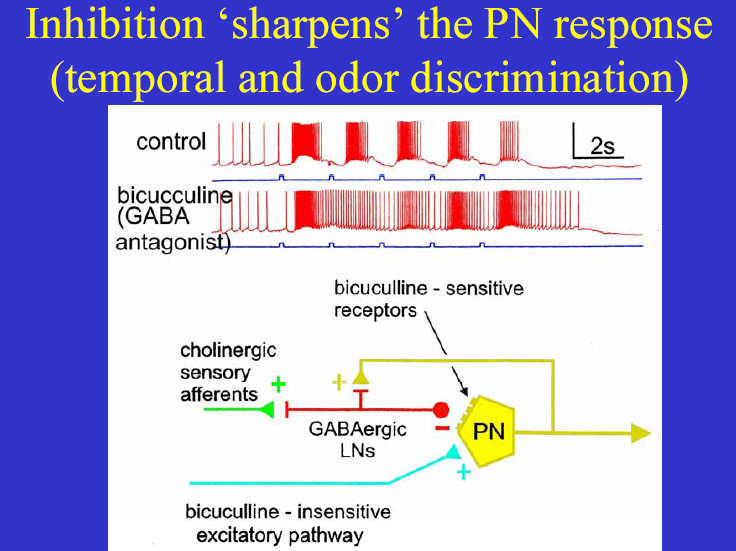 Inhibition ‘sharpens’ the PN response
(temporal and odor discrimination)
control
2s
bicucculine
(GABA
antagonist)
bicuculline - sensitive
receptors
cholinergic
sensory
afferents
+
+
GABAergic
LNs
-
PN
+
bicuculline - insensitive
excitatory pathway